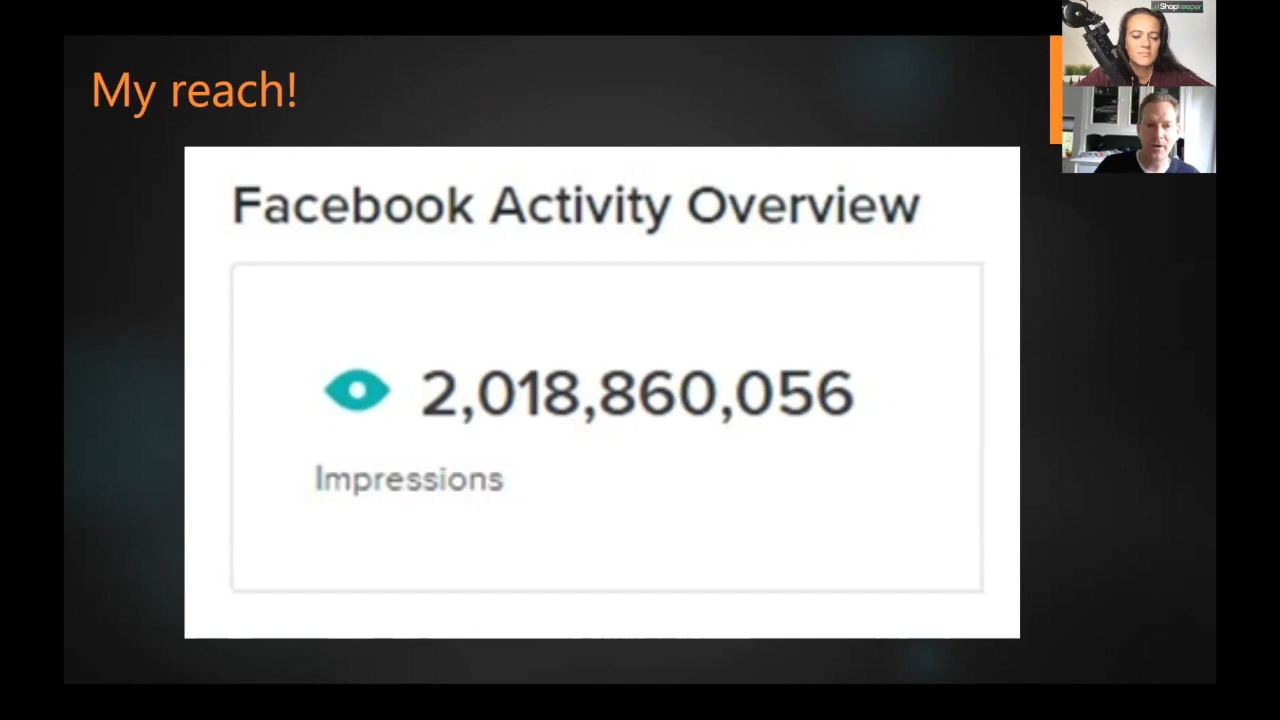 My reach!
Shopkeeper
Facebook Activity Overview
2,018,860,056
Impressions